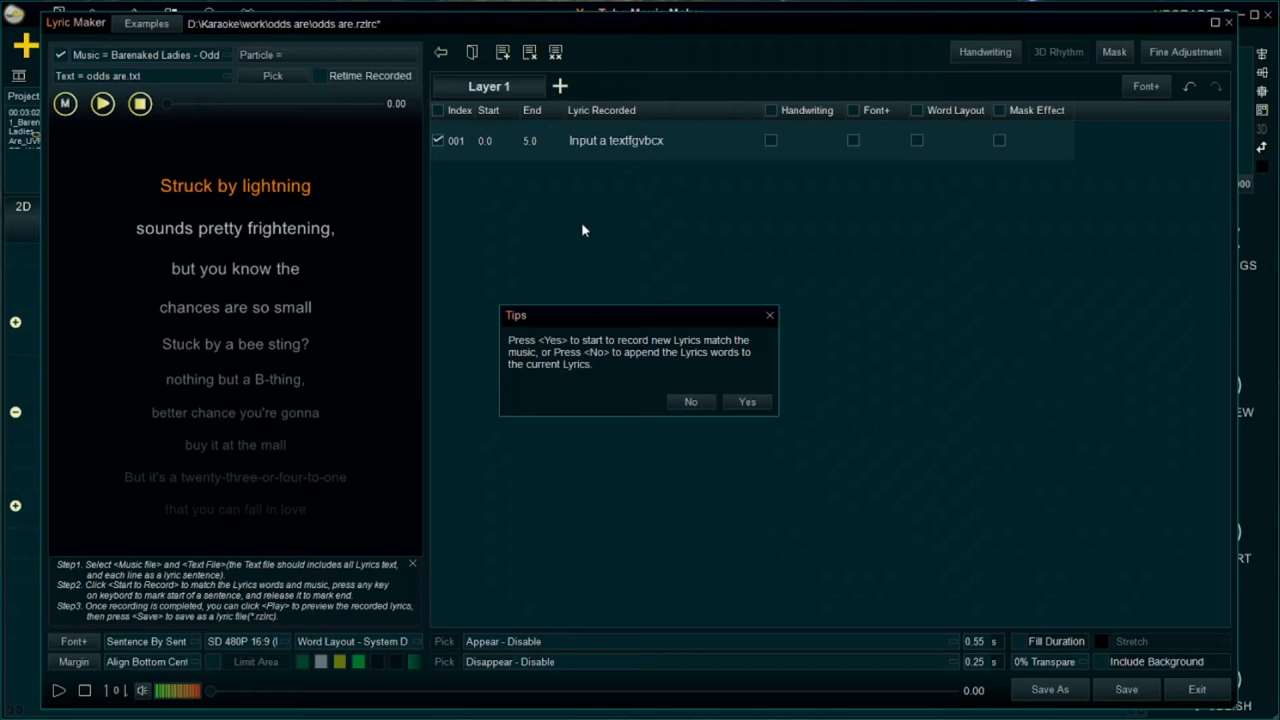 Lyric Maker Examples D:\Karaoke\work\odds are\odds are.rzlrc*
Music = Barenaked Ladies - Odd Particle =
Text = odds are.txt Pick Retime Recorded
M 0.00
Handwriting 3D Rhythm Mask Fine Adjustment
Layer 1 Font+
Index Start End Lyric Recorded Handwriting Font+ Word Layout Mask Effect
001 0.0 5.0 Input a textfgvbcx
Project
00:03:02
1_Baren
Ladies
Are_UVF
2D
Struck by lightning
sounds pretty frightening,
but you know the
chances are so small
Stuck by a bee sting?
nothing but a B-thing,
better chance you're gonna
buy it at the mall
But it's a twenty-three-or-four-to-one
that you can fall in love
Tips
Press <Yes> to start to record new Lyrics match the
music, or Press <No> to append the Lyrics words to
the current Lyrics.
No Yes
Step1. Select <Music file> and <Text File>(the Text file should includes all Lyrics text,
and each line as a lyric sentence).
Step2. Click <Start to Record> to match the Lyrics words and music, press any key
on keybord to mark start of a sentence, and release it to mark end.
Step3. Once recording is completed, you can click <Play> to preview the recorded lyrics,
then press <Save> to save as a lyric file(*.rzlrc).
Font+ Sentence By Sent SD 480P 16:9 ( Word Layout - System D Pick Appear - Disable 0.55 s Fill Duration Stretch
Margin Align Bottom Cent Limit Area Pick Disappear - Disable 0.25 s 0% Transpare Include Background
0.00 Save As Save Exit